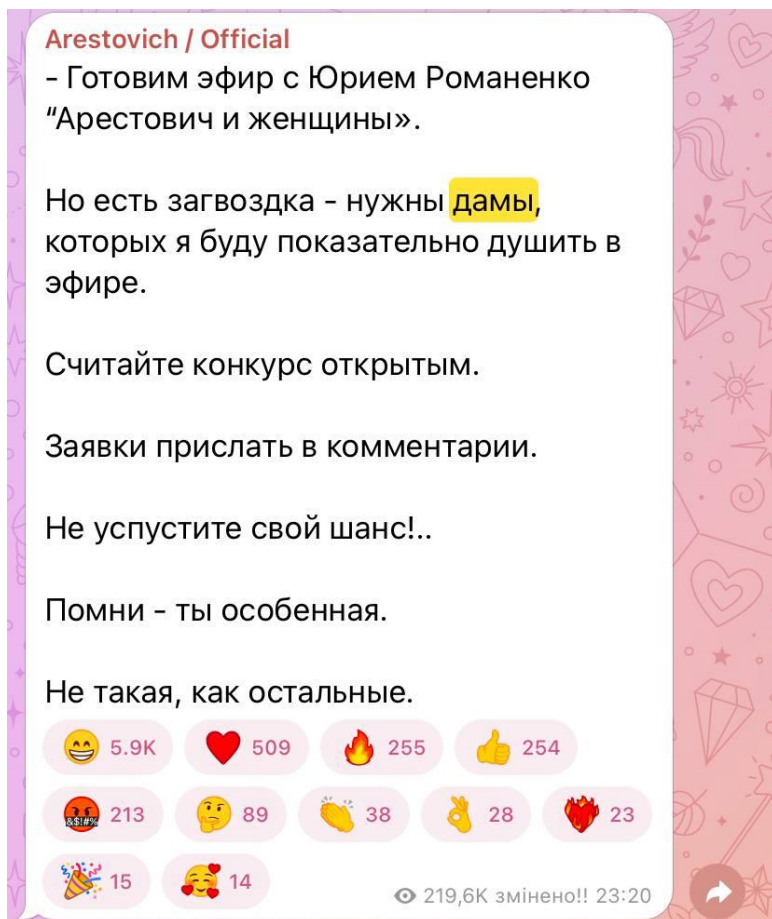 Arestovich / Official
- Готовим эфир с Юрием Романенко
“Арестович и женщины».
Но есть загвоздка - нужны дамы,
которых я буду показательно душить в
эфире.
Считайте конкурс открытым.
Заявки прислать в комментарии.
Не успустите свой шанс!..
Помни - ты особенная.
Не такая, как остальные.
5.9K 509 255 254
&$!#% 213 89 38 28 23
15 14 219,6K змінено!! 23:20